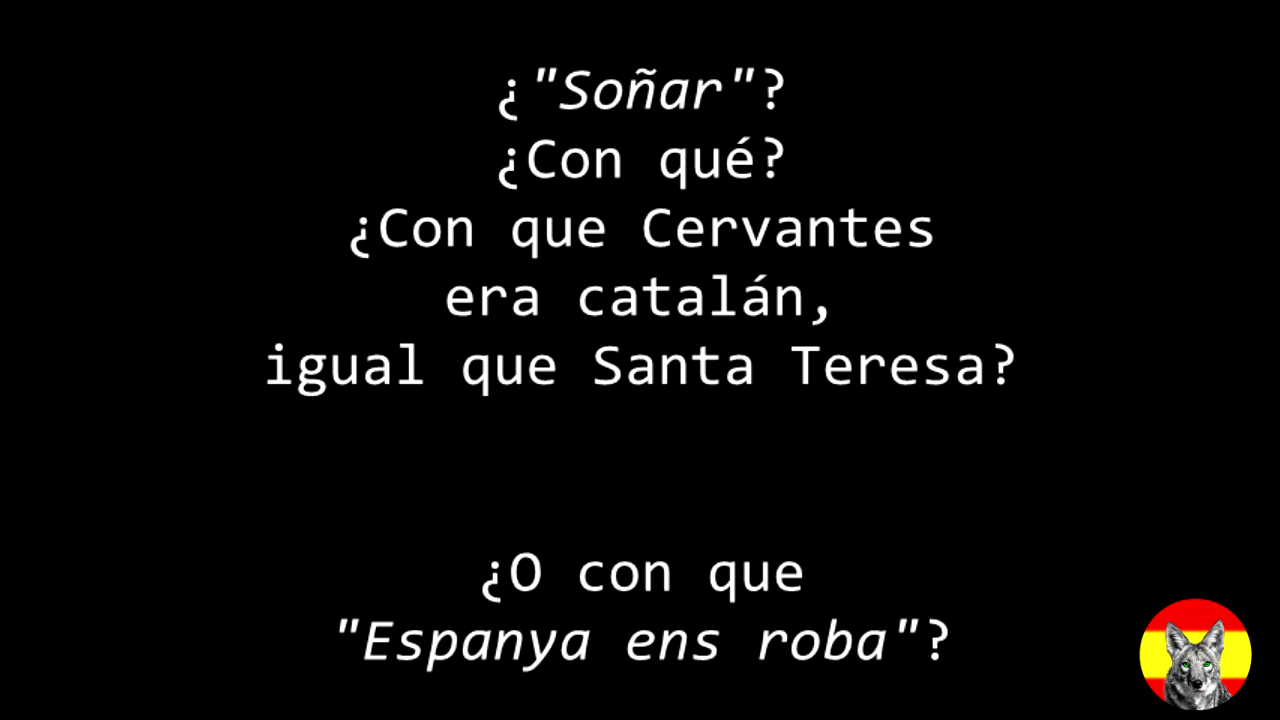 ¿"Soñar"?
¿Con qué?
¿Con que Cervantes
era catalán,
igual que Santa Teresa?
¿O con que
"Espanya ens roba"?